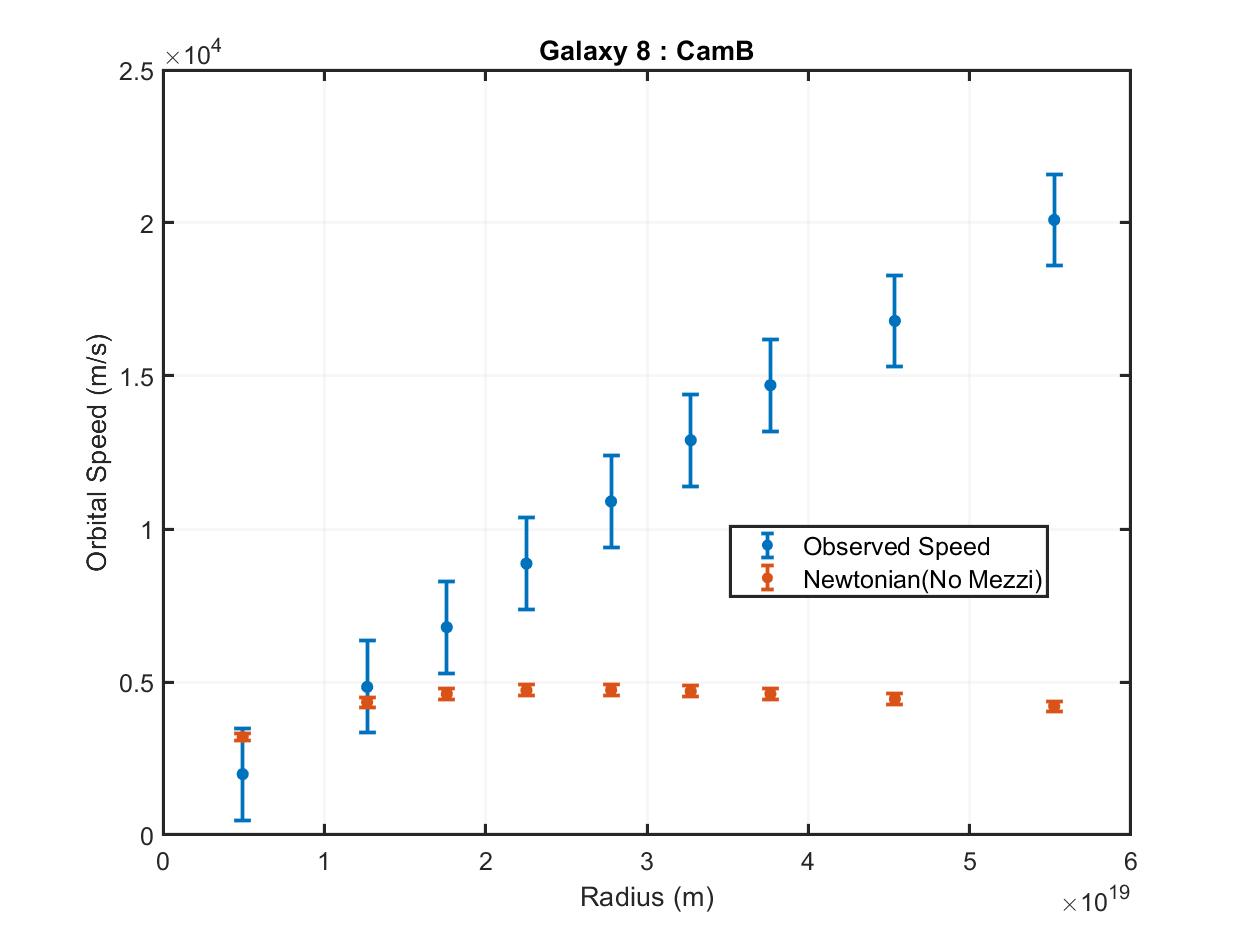 Galaxy 8 : CamB
×10⁴
2.5
2
1.5
1
0.5
0
Orbital Speed (m/s)
Observed Speed
Newtonian(No Mezzi)
0 1 2 3 4 5 6
Radius (m)
×10¹⁹